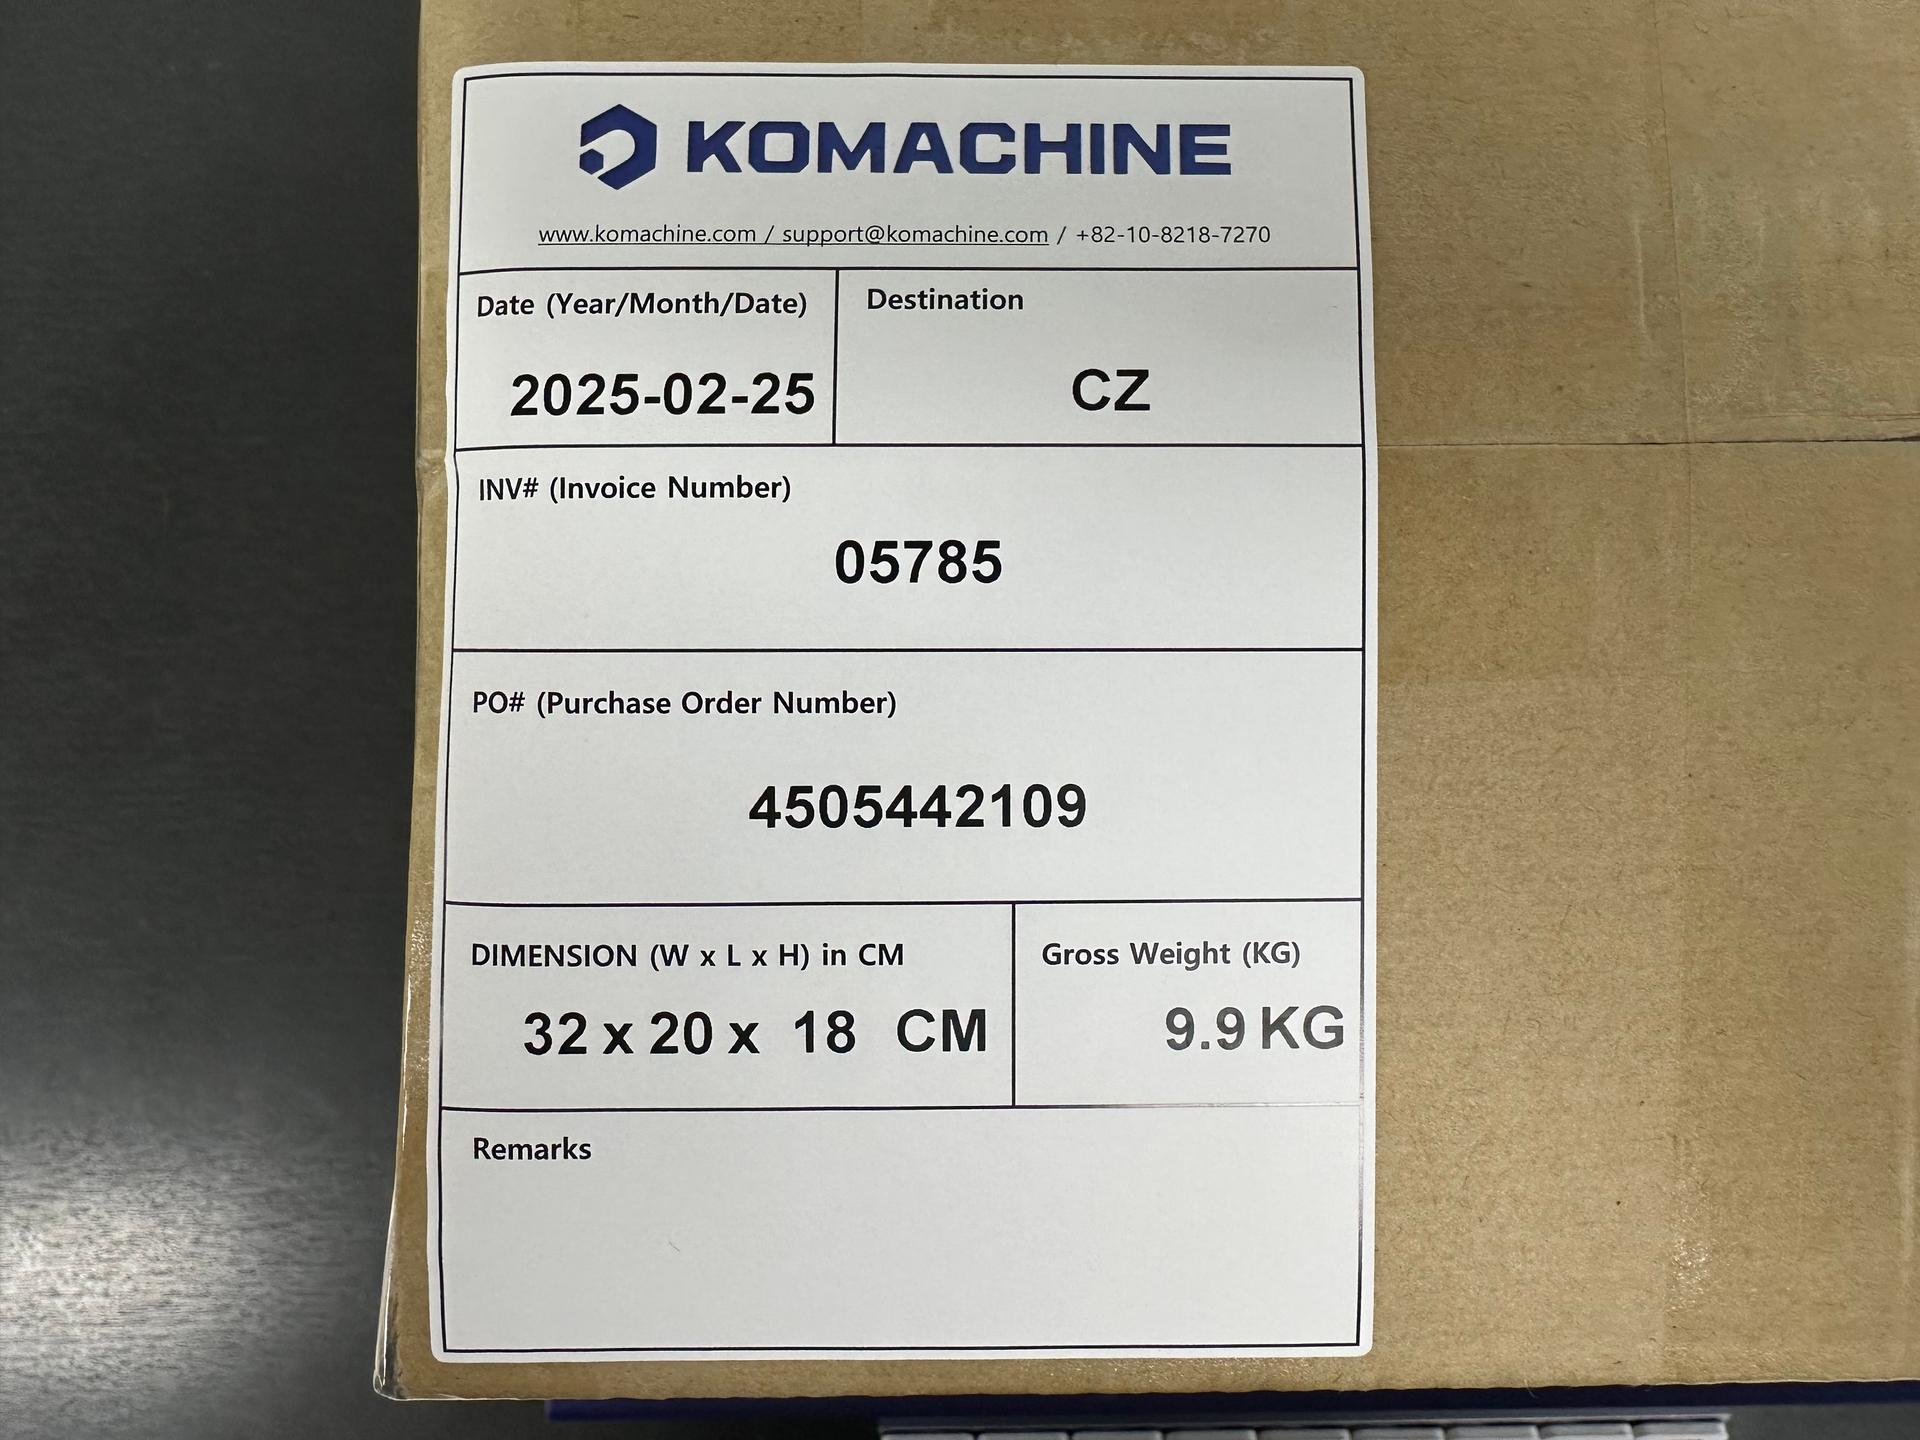 KOMACHINE
www.komachine.com / support@komachine.com / +82-10-8218-7270
Date (Year/Month/Date)
2025-02-25
Destination
CZ
INV# (Invoice Number)
05785
PO# (Purchase Order Number)
4505442109
DIMENSION (W x L x H) in CM
32 x 20 x 18 CM
Gross Weight (KG)
9.9 KG
Remarks